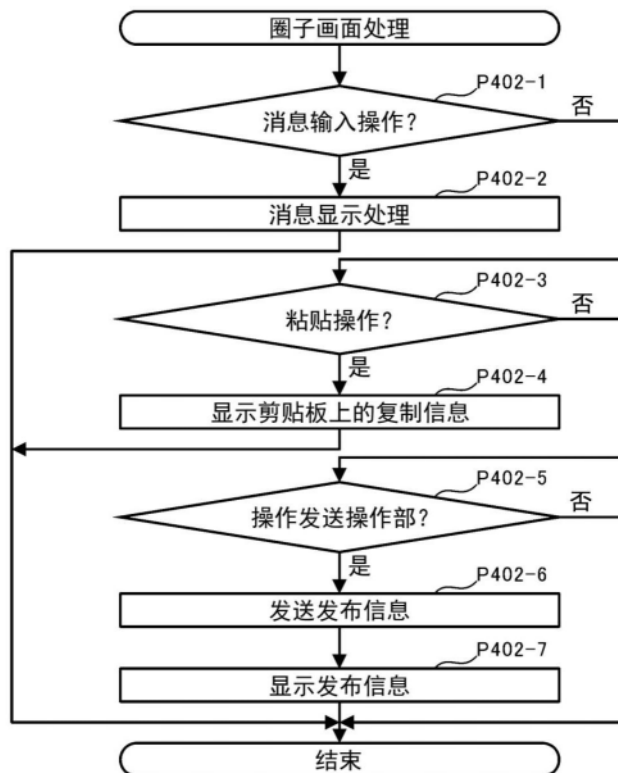 圈子画面处理
P402-1
消息输入操作?
否
是
P402-2
消息显示处理
P402-3
粘贴操作?
否
是
P402-4
显示剪贴板上的复制信息
P402-5
操作发送操作部?
否
是
P402-6
发送发布信息
P402-7
显示发布信息
结束